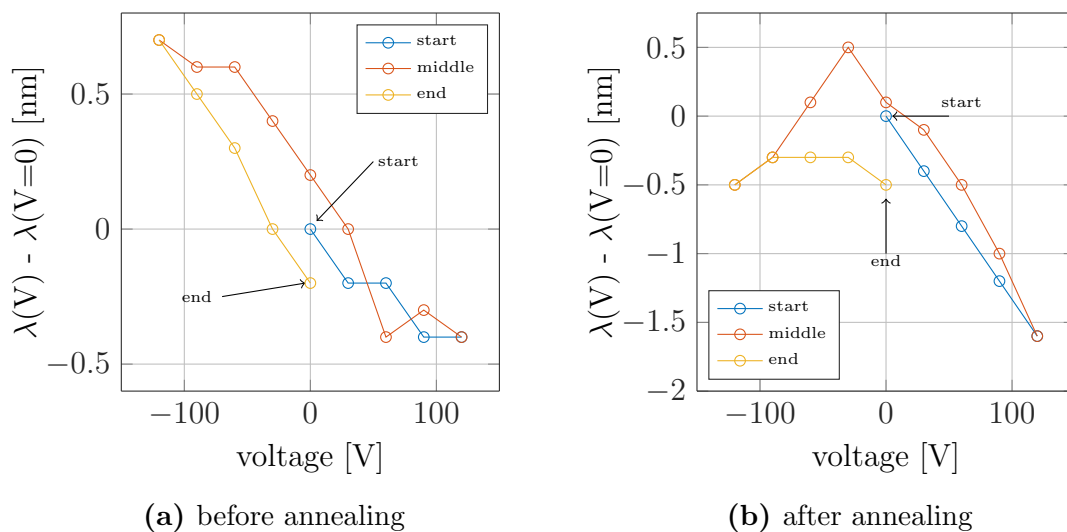 start
middle
end
0.5
0
−0.5
start
end
−100
0
100
λ(V) - λ(V=0) [nm]
voltage [V]
(a) before annealing
0.5
0
−0.5
−1
−1.5
−2
start
end
start
middle
end
−100
0
100
λ(V) - λ(V=0) [nm]
voltage [V]
(b) after annealing